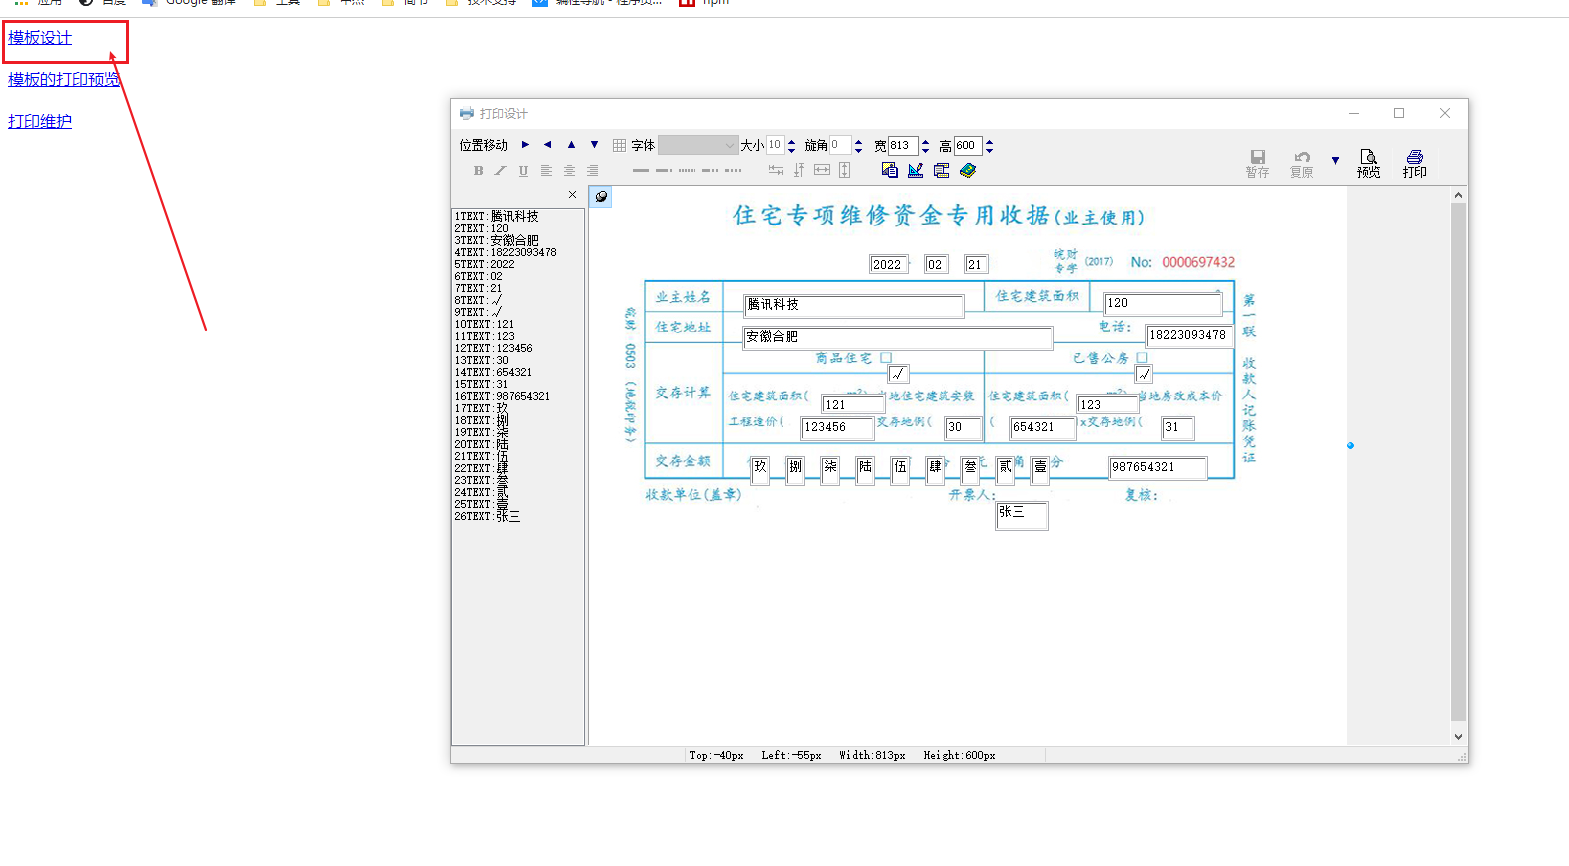 应用 百度 Google 翻译 工具 中杰 简书 技术支持 编程导航 - 程序员... npm
模板设计
模板的打印预览
打印维护
打印设计
位置移动 字体 大小 10 旋角 0 宽 813 高 600
B I U
暂存 复原 预览 打印
1TEXT:腾讯科技
2TEXT:120
3TEXT:安徽合肥
4TEXT:18223093478
5TEXT:2022
6TEXT:02
7TEXT:21
8TEXT:√
9TEXT:√
10TEXT:121
11TEXT:123
12TEXT:123456
13TEXT:30
14TEXT:654321
15TEXT:31
16TEXT:987654321
17TEXT:玖
18TEXT:捌
19TEXT:柒
20TEXT:陆
21TEXT:伍
22TEXT:肆
23TEXT:叁
24TEXT:贰
25TEXT:壹
26TEXT:张三
住宅专项维修资金专用收据(业主使用)
2022 02 21
皖财
专字 (2017) No: 0000697432
业主姓名 腾讯科技 住宅建筑面积 120
住宅地址 安徽合肥 电话: 18223093478
商品住宅 □ √ 已售公房 □ √
交存计算
住宅建筑面积( 121 m²) 当地住宅建筑安装 住宅建筑面积( 123 m²) 当地房改成本价
工程造价( 123456 交存地例( 30 ( 654321 x交存地例( 31
交存金额 玖 捌 柒 陆 伍 肆 叁 元 贰 角 壹 分 987654321
收款单位(盖章) 开票人: 复核:
张三
第一联 收款人记账凭证
Top:-40px Left:-55px Width:813px Height:600px